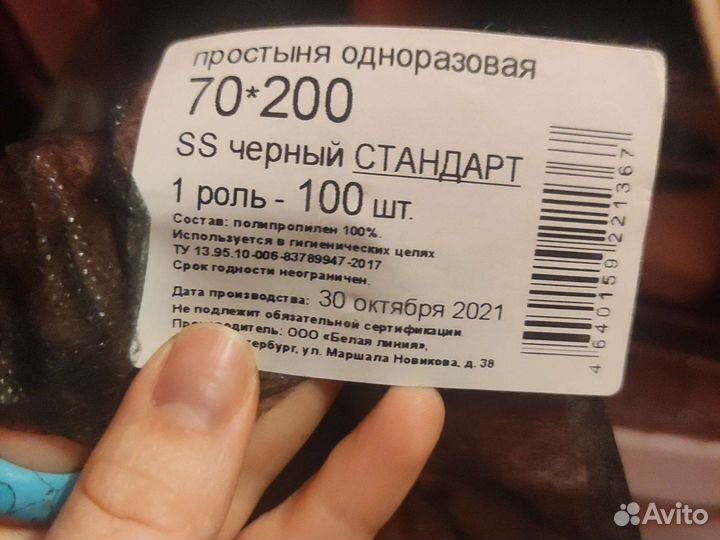 простыня одноразовая
70*200
SS черный СТАНДАРТ
1 роль - 100 шт.
Состав: полипропилен 100%.
Используется в гигиенических целях
ТУ 13.95.10-006-83789947-2017
Срок годности неограничен.
Дата производства: 30 октября 2021
Не подлежит обязательной сертификации
Производитель: ООО «Белая линия»,
ул. Маршала Новикова, д. 38
4 640159 221367
Avito